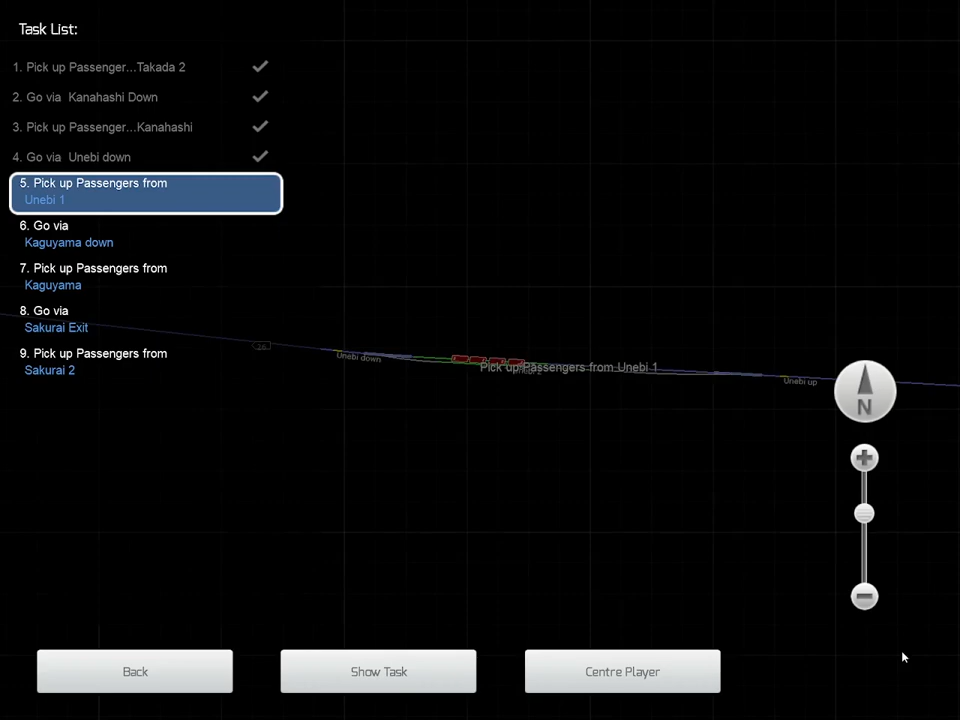 Task List:
1. Pick up Passenger...Takada 2
2. Go via Kanahashi Down
3. Pick up Passenger...Kanahashi
4. Go via Unebi down
5. Pick up Passengers from
Unebi 1
6. Go via
Kaguyama down
7. Pick up Passengers from
Kaguyama
8. Go via
Sakurai Exit
9. Pick up Passengers from
Sakurai 2
26
Unebi down
Pick up Passengers from Unebi 1
Unebi up
N
Back
Show Task
Centre Player